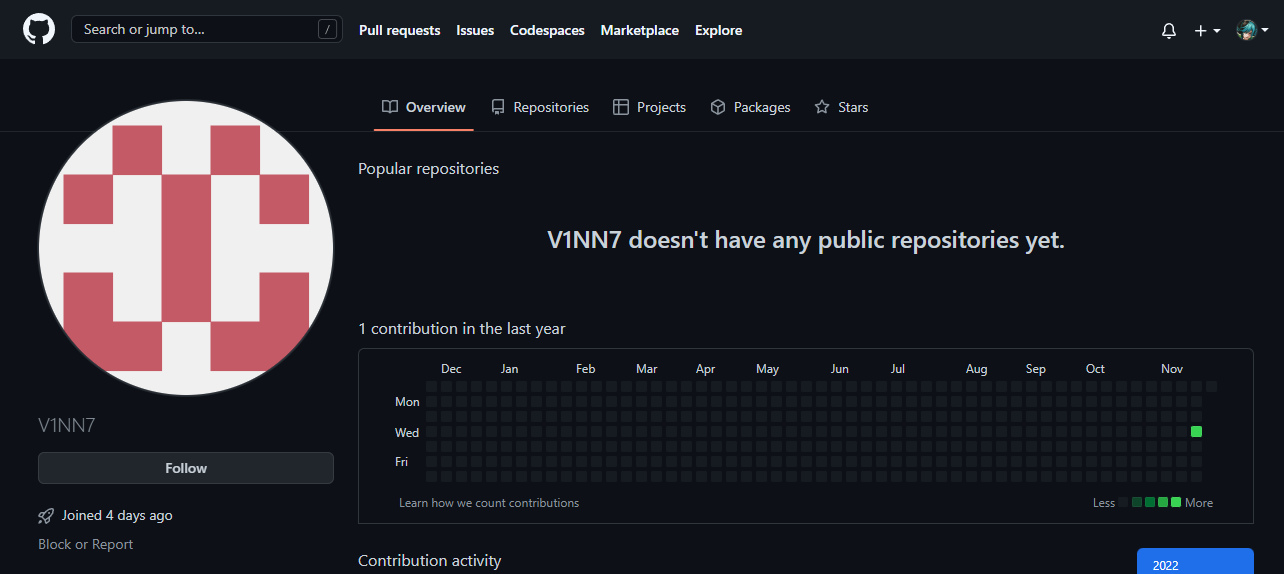 Search or jump to... /
Pull requests Issues Codespaces Marketplace Explore
Overview Repositories Projects Packages Stars
Popular repositories
V1NN7 doesn't have any public repositories yet.
1 contribution in the last year
Dec Jan Feb Mar Apr May Jun Jul Aug Sep Oct Nov
Mon
Wed
Fri
Learn how we count contributions
Less More
V1NN7
Follow
Joined 4 days ago
Block or Report
Contribution activity
2022